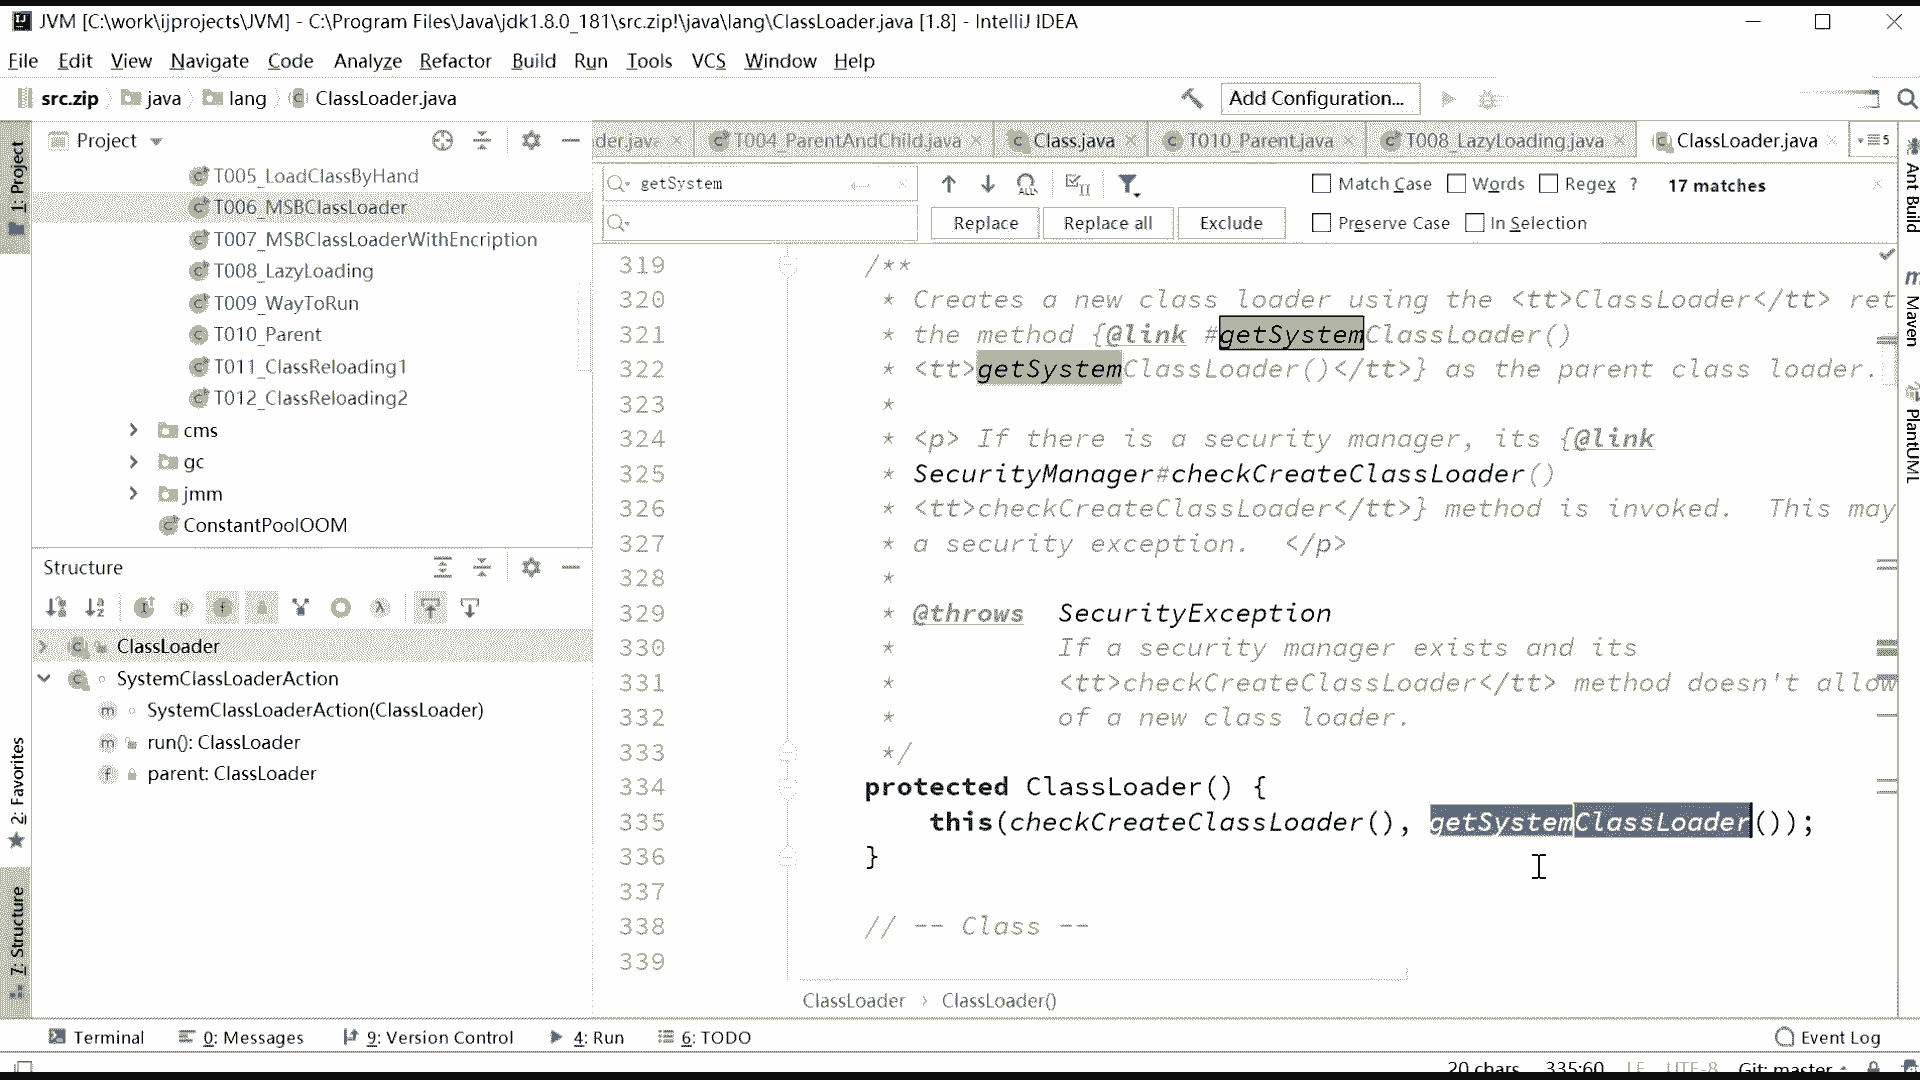 JVM [C:\work\ijprojects\JVM] - C:\Program Files\Java\jdk1.8.0_181\src.zip!\java\lang\ClassLoader.java [1.8] - IntelliJ IDEA
File Edit View Navigate Code Analyze Refactor Build Run Tools VCS Window Help
src.zip java lang ClassLoader.java Add Configuration...
1: Project
Project
T005_LoadClassByHand
T006_MSBClassLoader
T007_MSBClassLoaderWithEncription
T008_LazyLoading
T009_WayToRun
T010_Parent
T011_ClassReloading1
T012_ClassReloading2
cms
gc
jmm
ConstantPoolOOM
Structure
ClassLoader
SystemClassLoaderAction
SystemClassLoaderAction(ClassLoader)
run(): ClassLoader
parent: ClassLoader
2: Favorites
7: Structure
der.java T004_ParentAndChild.java Class.java T010_Parent.java T008_LazyLoading.java ClassLoader.java 5
getSystem Match Case Words Regex ? 17 matches
Replace Replace all Exclude Preserve Case In Selection
319 /**
320 * Creates a new class loader using the <tt>ClassLoader</tt> ret
321 * the method {@link #getSystemClassLoader()
322 * <tt>getSystemClassLoader()</tt>} as the parent class loader.
323 *
324 * <p> If there is a security manager, its {@link
325 * SecurityManager#checkCreateClassLoader()
326 * <tt>checkCreateClassLoader</tt>} method is invoked.  This may
327 * a security exception.  </p>
328 *
329 * @throws  SecurityException
330 *          If a security manager exists and its
331 *          <tt>checkCreateClassLoader</tt> method doesn't allow
332 *          of a new class loader.
333 */
334 protected ClassLoader() {
335 this(checkCreateClassLoader(), getSystemClassLoader());
336 }
337
338 // -- Class --
339
ClassLoader › ClassLoader()
Ant Build
Maven
PlantUML
Terminal 0: Messages 9: Version Control 4: Run 6: TODO Event Log
20 chars 335:60 LF UTF-8 Git: master